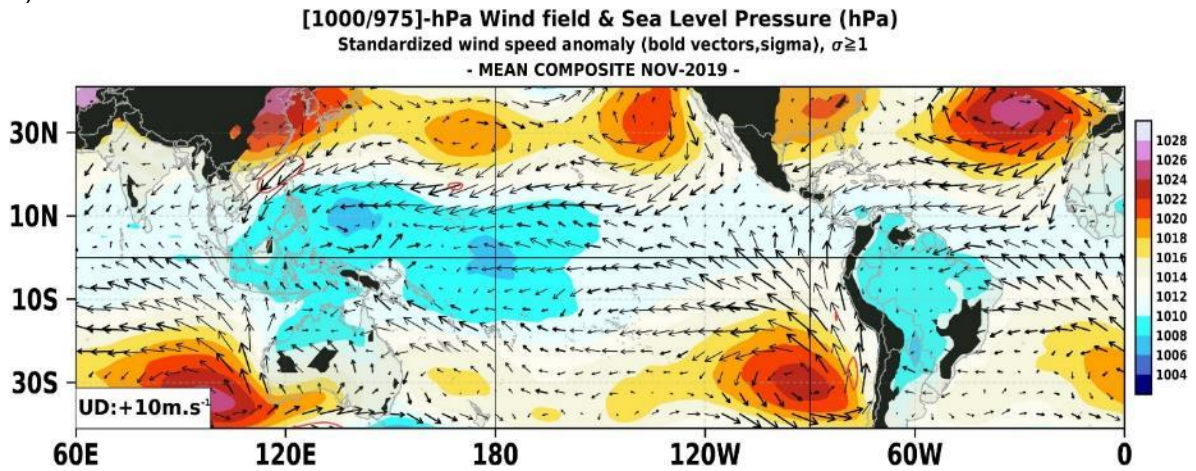 [1000/975]-hPa Wind field & Sea Level Pressure (hPa)
Standardized wind speed anomaly (bold vectors,sigma), σ≧1
- MEAN COMPOSITE NOV-2019 -
30N
10N
10S
30S
UD:+10m.s⁻¹
60E 120E 180 120W 60W 0
1028
1026
1024
1022
1020
1018
1016
1014
1012
1010
1008
1006
1004